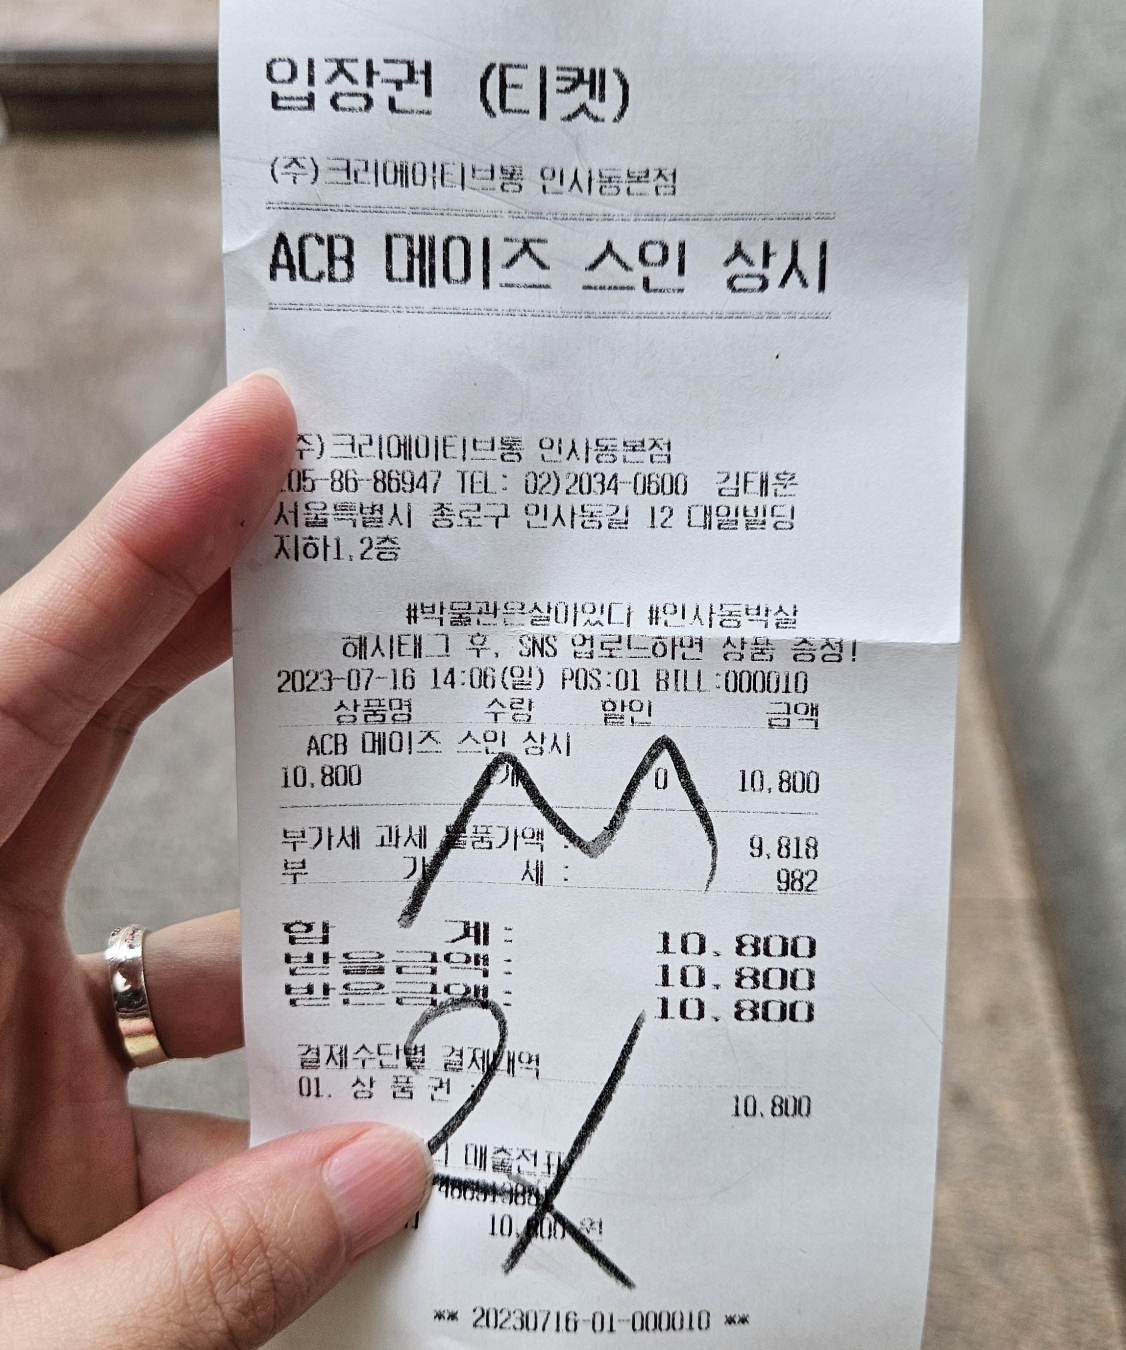 입장권 (티켓)
(주)크리에이티브통 인사동본점
ACB 메이즈 스인 상시
주)크리에이티브통 인사동본점
05-86-86947 TEL: 02)2034-0600 김태훈
서울특별시 종로구 인사동길 12 대일빌딩
지하1,2층
#박물관은살아있다 #인사동박살
해시태그 후, SNS 업로드하면 상품 증정!
2023-07-16 14:06(일) POS:01 BILL:000010
상품명 수량 할인 금액
ACB 메이즈 스인 상시
10,800 0 10,800
부가세 과세 물품가액 : 9,818
부 가 세 : 982
합 계: 10,800
받을금액: 10,800
받은금액: 10,800
결제수단별 결제내역
01. 상 품 권 : 10,800
매출전표
10,800 원
** 20230716-01-000010 **
M
2